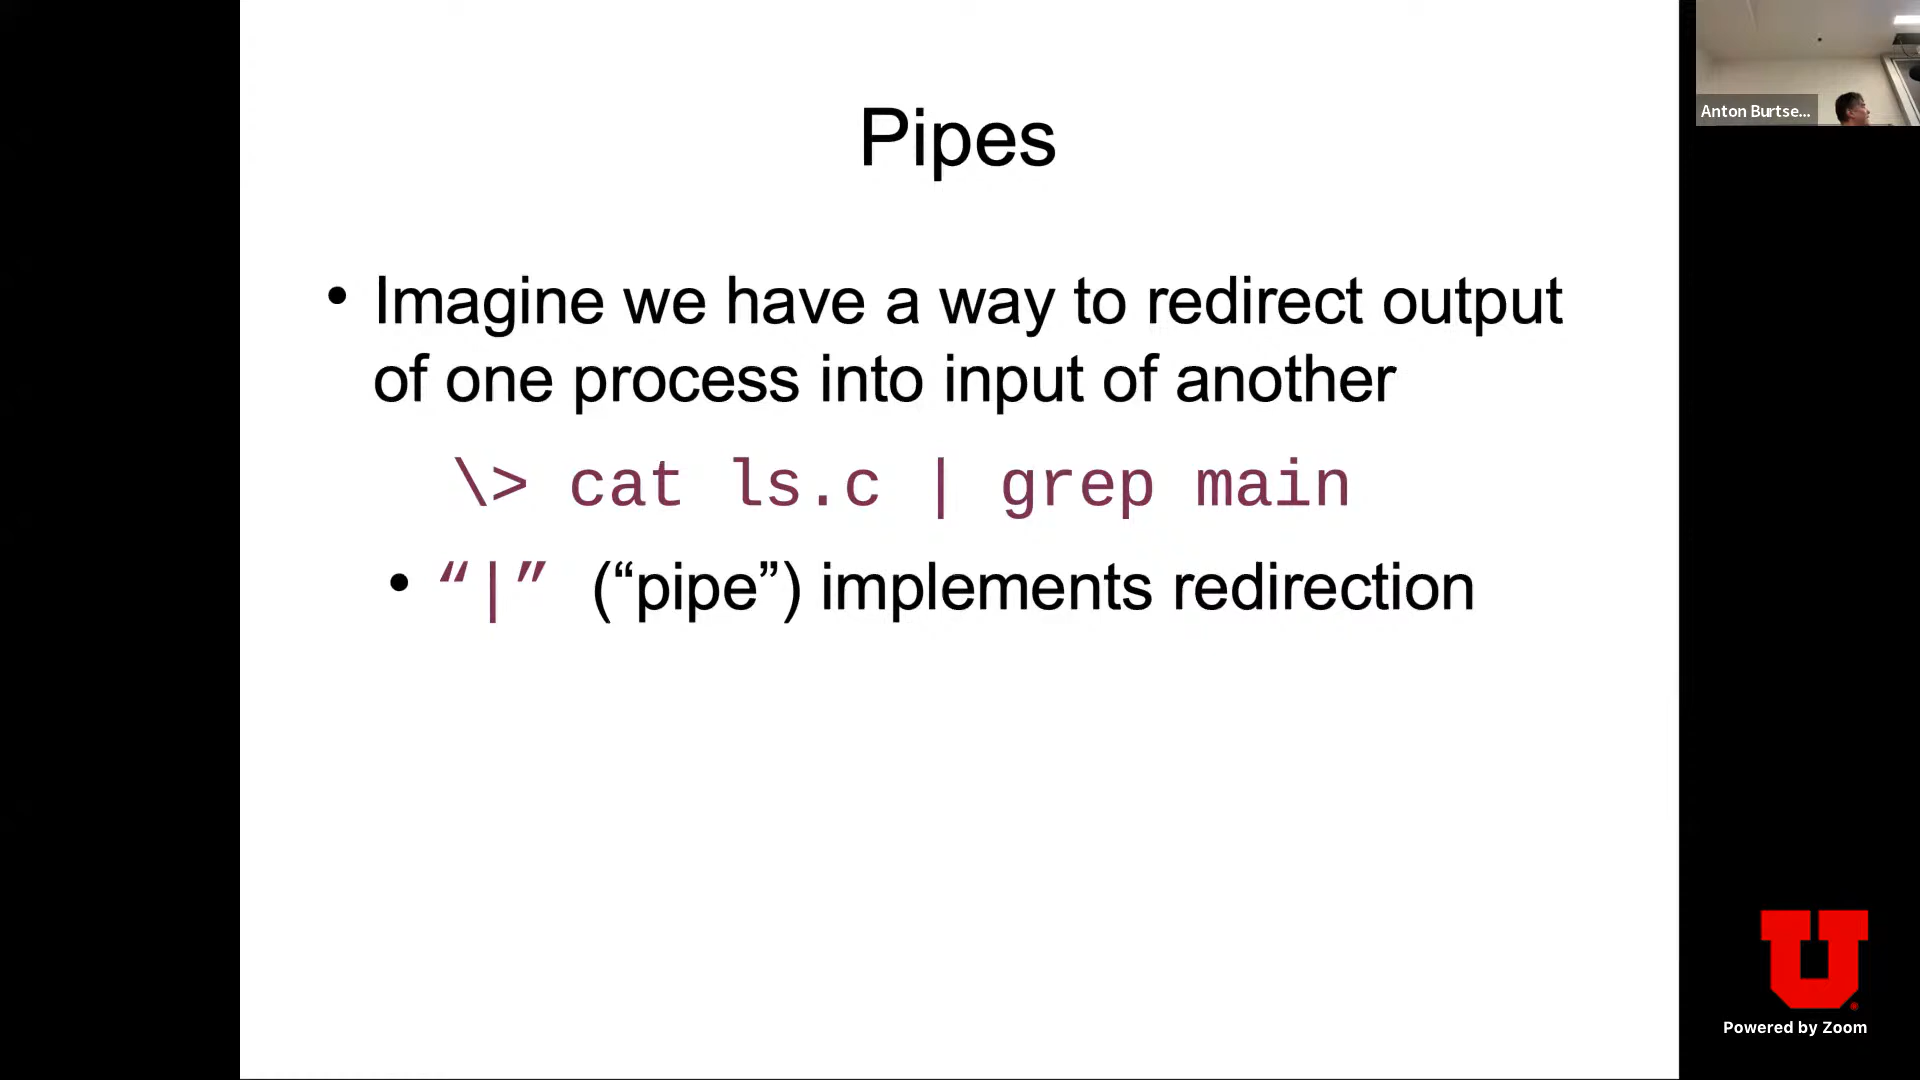 Pipes
• Imagine we have a way to redirect output
of one process into input of another
\> cat ls.c | grep main
• “|” (“pipe”) implements redirection
Anton Burtse...
U
Powered by Zoom